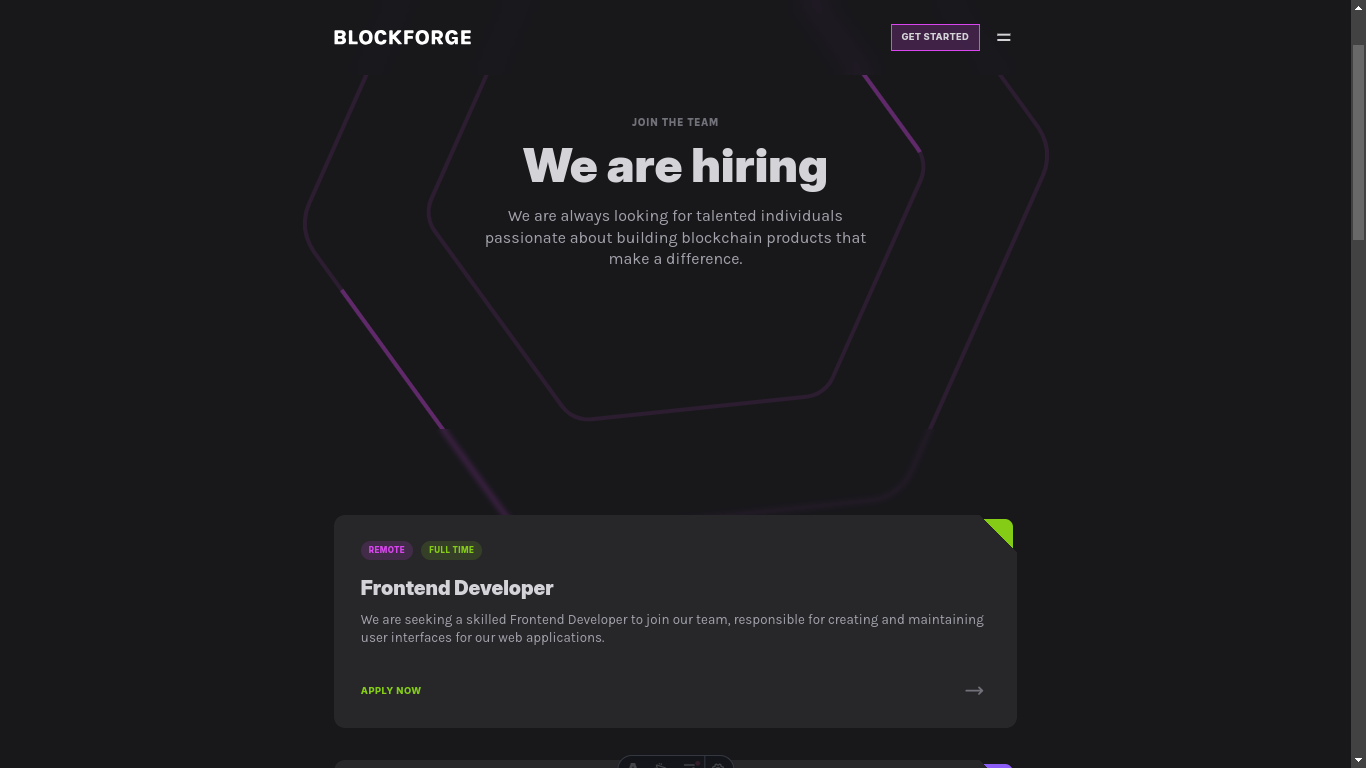 BLOCKFORGE
GET STARTED
JOIN THE TEAM
We are hiring
We are always looking for talented individuals
passionate about building blockchain products that
make a difference.
REMOTE
FULL TIME
Frontend Developer
We are seeking a skilled Frontend Developer to join our team, responsible for creating and maintaining
user interfaces for our web applications.
APPLY NOW